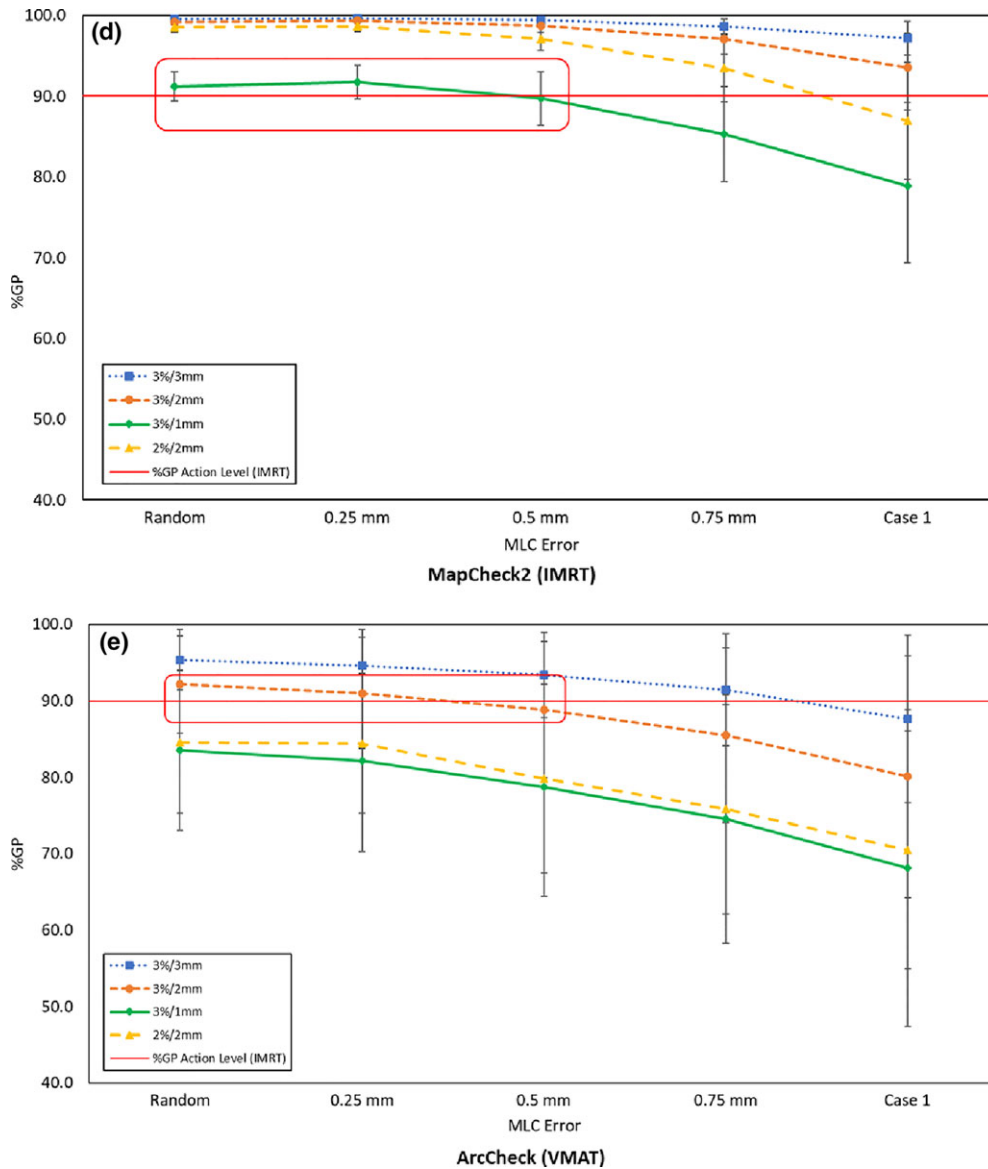 (d)
100.0
90.0
80.0
70.0
60.0
50.0
40.0
%GP
3%/3mm
3%/2mm
3%/1mm
2%/2mm
%GP Action Level (IMRT)
Random 0.25 mm 0.5 mm 0.75 mm Case 1
MLC Error
MapCheck2 (IMRT)
(e)
100.0
90.0
80.0
70.0
60.0
50.0
40.0
%GP
3%/3mm
3%/2mm
3%/1mm
2%/2mm
%GP Action Level (IMRT)
Random 0.25 mm 0.5 mm 0.75 mm Case 1
MLC Error
ArcCheck (VMAT)